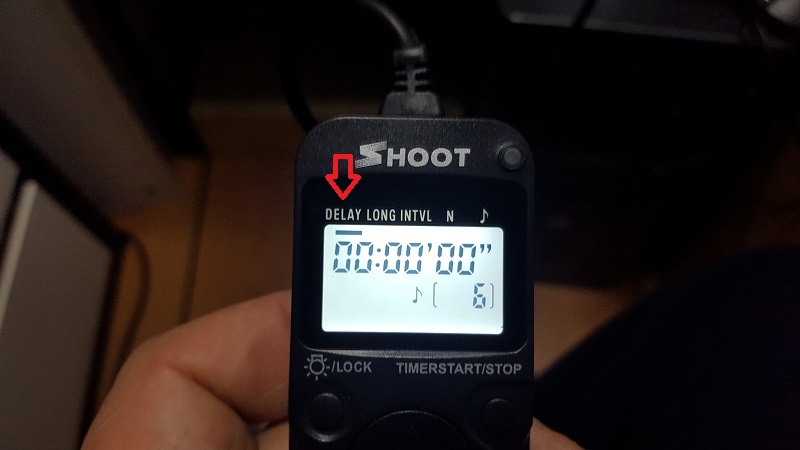 SHOOT
DELAY LONG INTVL N ♪
00:00'00"
♪ [ 6]
/LOCK TIMERSTART/STOP